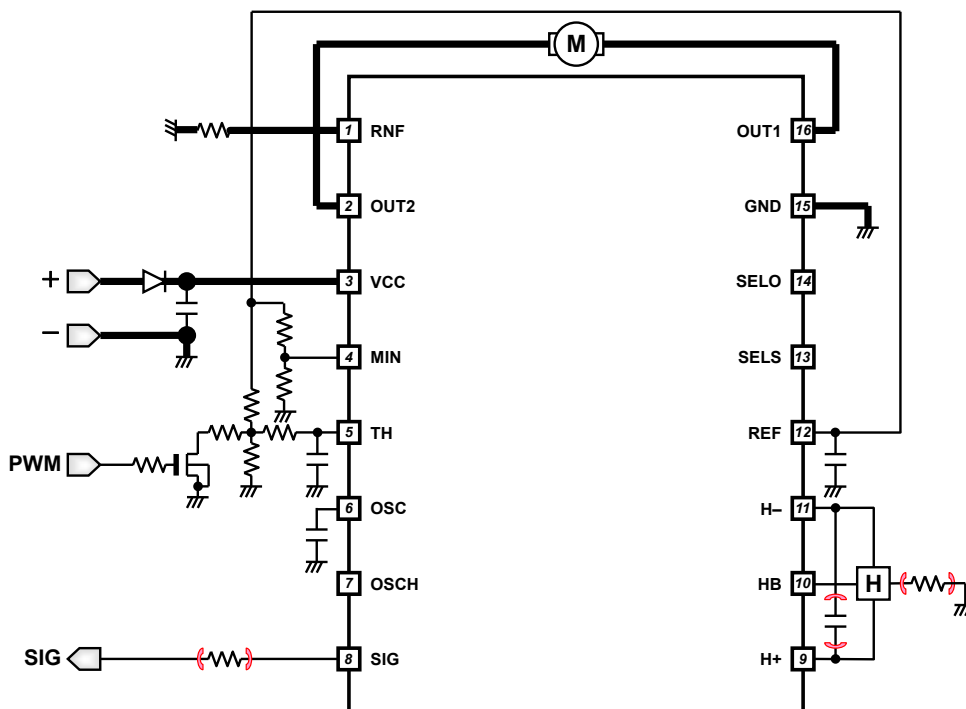 M
1 RNF
OUT1 16
2 OUT2
GND 15
+
3 VCC
SELO 14
–
4 MIN
SELS 13
5 TH
REF 12
PWM
6 OSC
H– 11
7 OSCH
HB 10
H
SIG
8 SIG
H+ 9